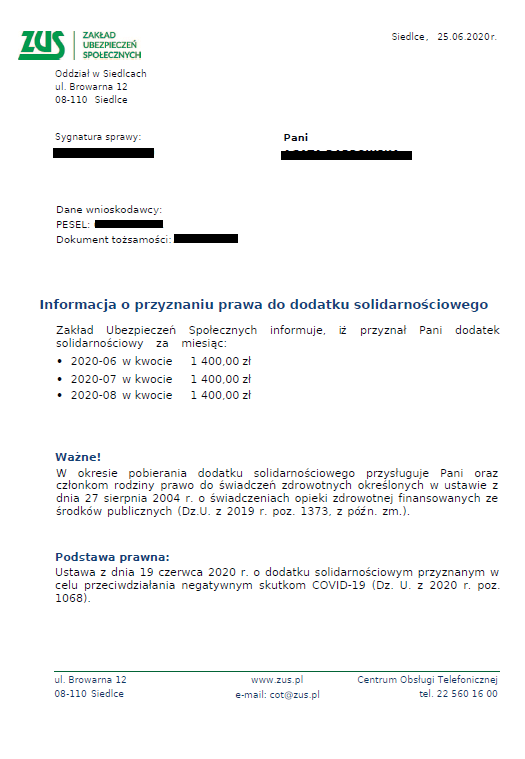 Siedlce, 25.06.2020r.
ZUS ZAKŁAD
UBEZPIECZEŃ
SPOŁECZNYCH
Oddział w Siedlcach
ul. Browarna 12
08-110 Siedlce
Sygnatura sprawy:
Pani
Dane wnioskodawcy:
PESEL:
Dokument tożsamości:
Informacja o przyznaniu prawa do dodatku solidarnościowego
Zakład Ubezpieczeń Społecznych informuje, iż przyznał Pani dodatek
solidarnościowy za miesiąc:
• 2020-06 w kwocie 1 400,00 zł
• 2020-07 w kwocie 1 400,00 zł
• 2020-08 w kwocie 1 400,00 zł
Ważne!
W okresie pobierania dodatku solidarnościowego przysługuje Pani oraz
członkom rodziny prawo do świadczeń zdrowotnych określonych w ustawie z
dnia 27 sierpnia 2004 r. o świadczeniach opieki zdrowotnej finansowanych ze
środków publicznych (Dz.U. z 2019 r. poz. 1373, z późn. zm.).
Podstawa prawna:
Ustawa z dnia 19 czerwca 2020 r. o dodatku solidarnościowym przyznanym w
celu przeciwdziałania negatywnym skutkom COVID-19 (Dz. U. z 2020 r. poz.
1068).
ul. Browarna 12 www.zus.pl Centrum Obsługi Telefonicznej
08-110 Siedlce e-mail: cot@zus.pl tel. 22 560 16 00